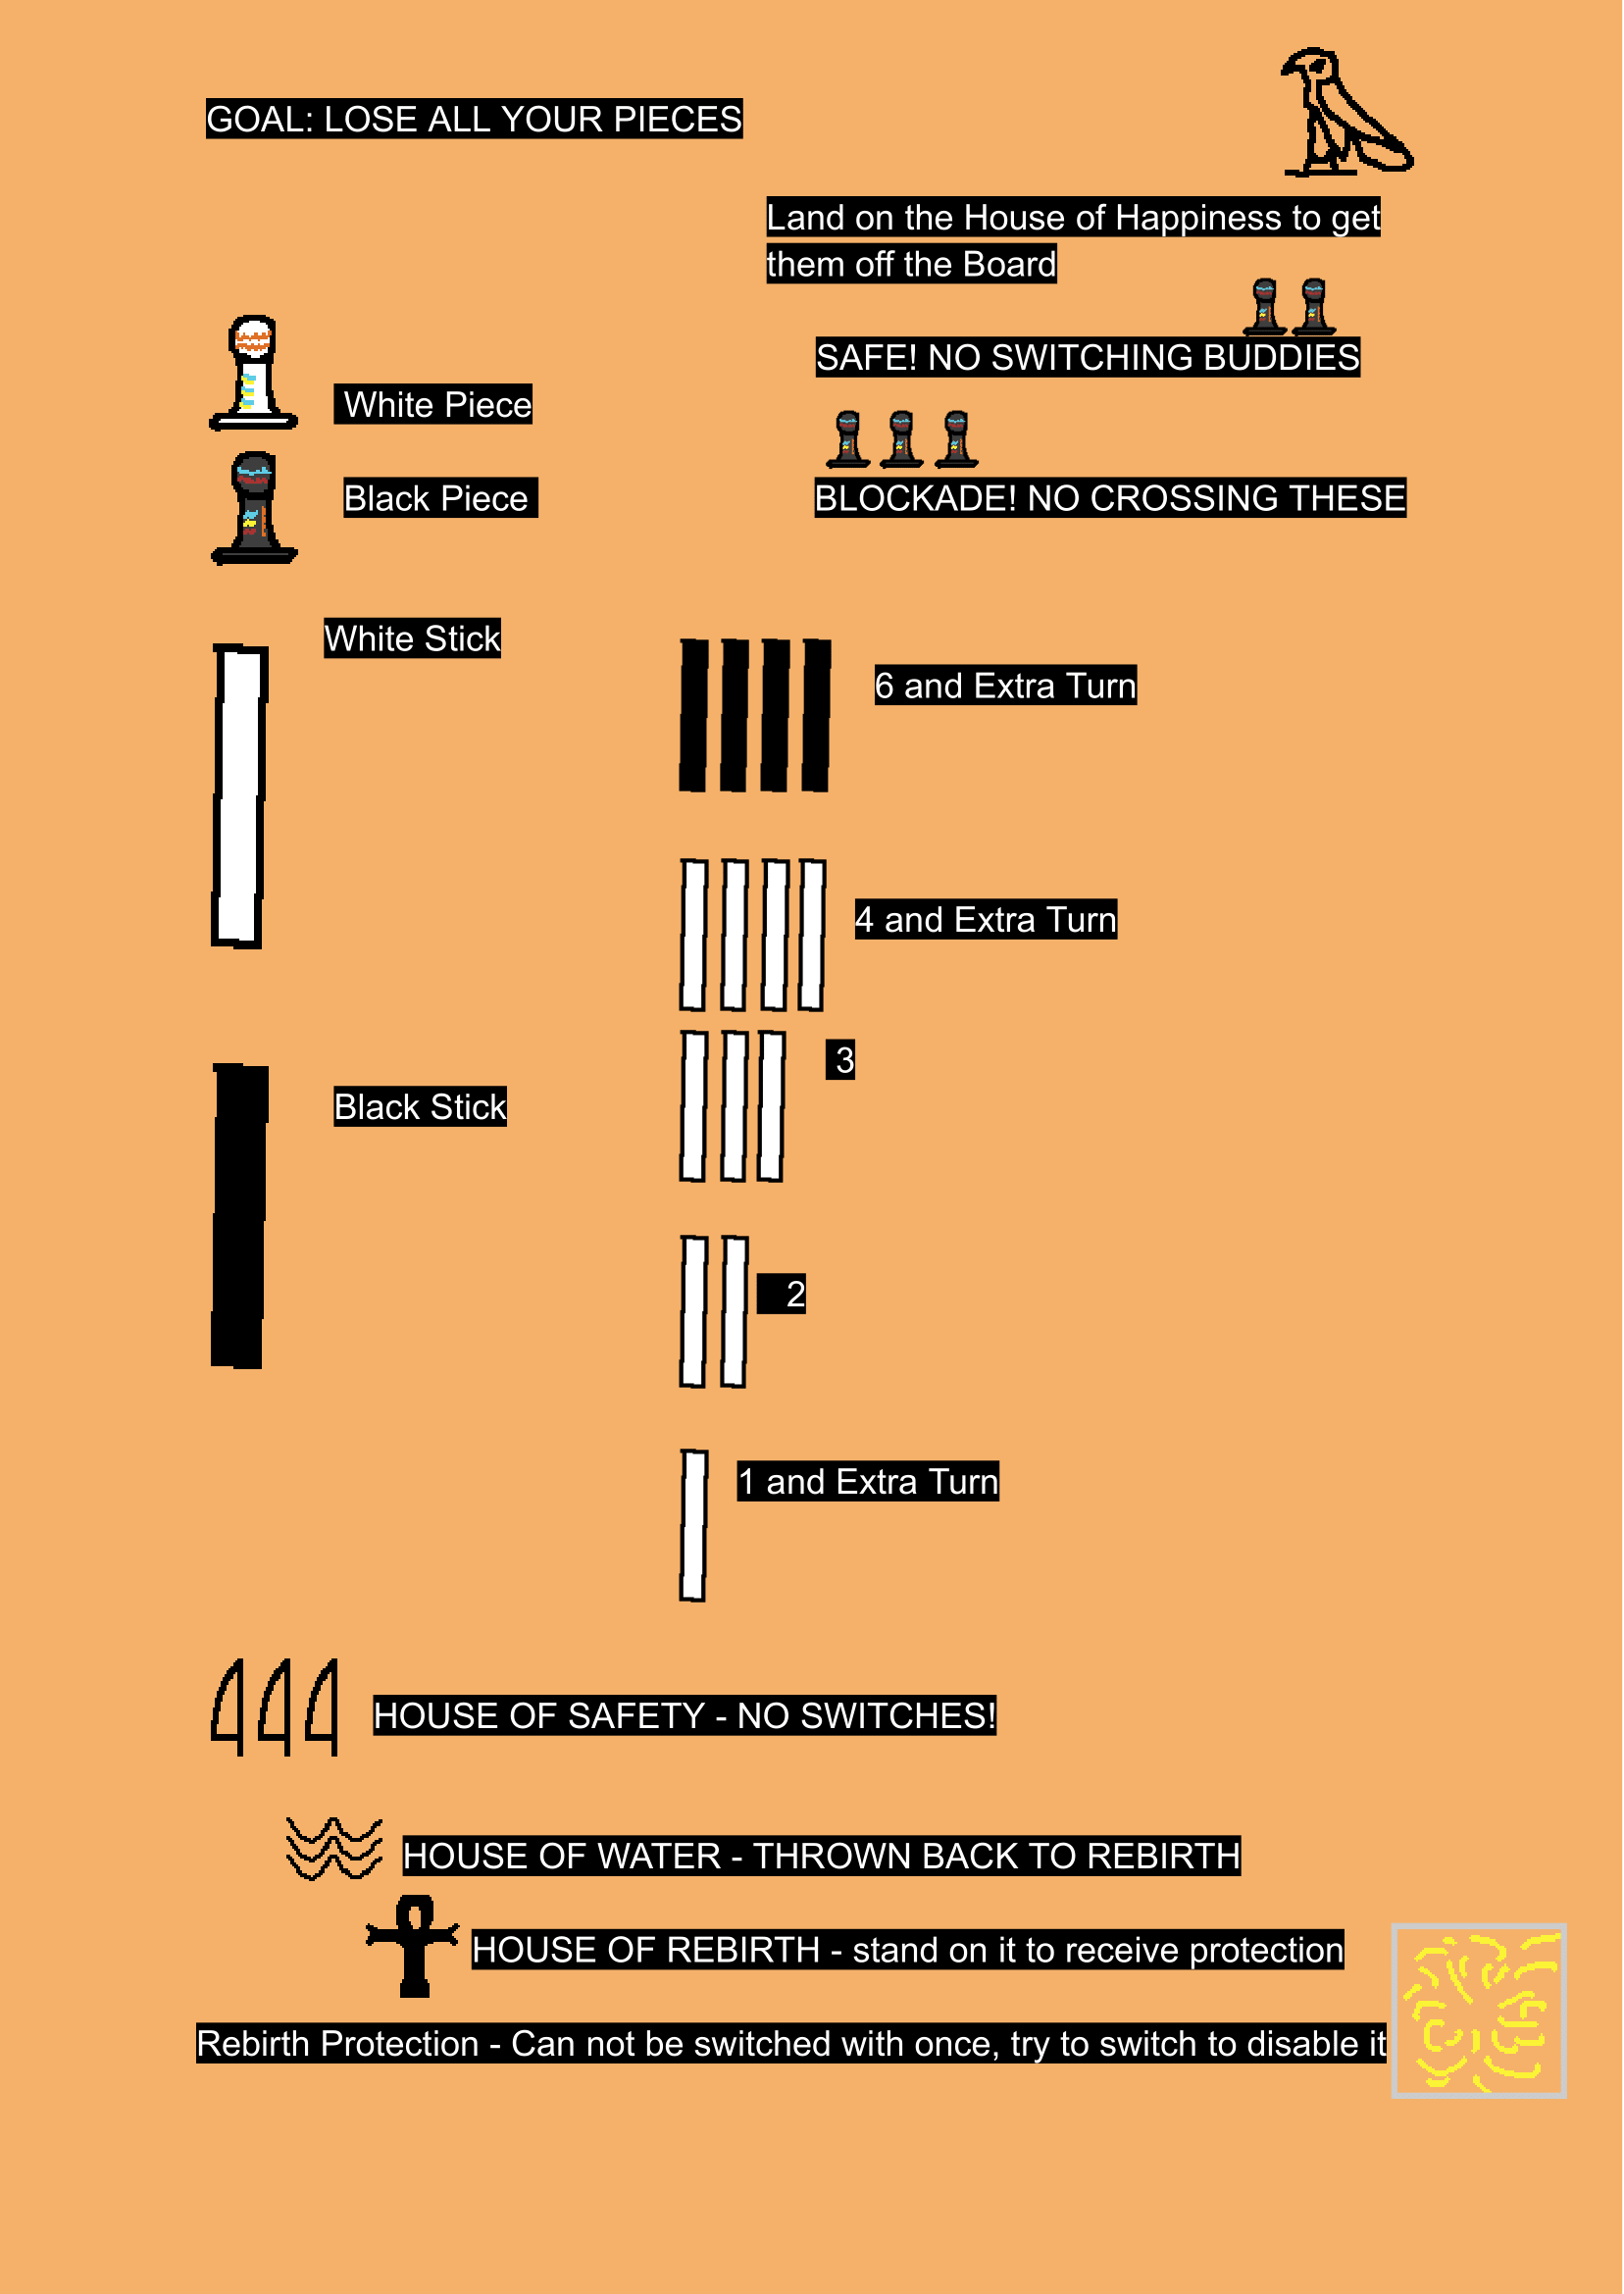 GOAL: LOSE ALL YOUR PIECES
Land on the House of Happiness to get
them off the Board
SAFE! NO SWITCHING BUDDIES
White Piece
Black Piece
BLOCKADE! NO CROSSING THESE
White Stick
6 and Extra Turn
4 and Extra Turn
3
Black Stick
2
1 and Extra Turn
HOUSE OF SAFETY - NO SWITCHES!
HOUSE OF WATER - THROWN BACK TO REBIRTH
HOUSE OF REBIRTH - stand on it to receive protection
Rebirth Protection - Can not be switched with once, try to switch to disable it